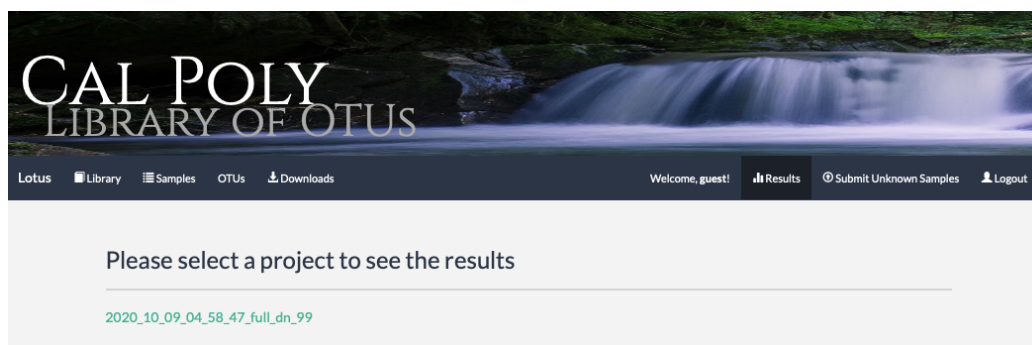 CAL POLY
LIBRARY OF OTUS
Lotus Library Samples OTUs Downloads Welcome, guest! Results Submit Unknown Samples Logout
Please select a project to see the results
2020_10_09_04_58_47_full_dn_99